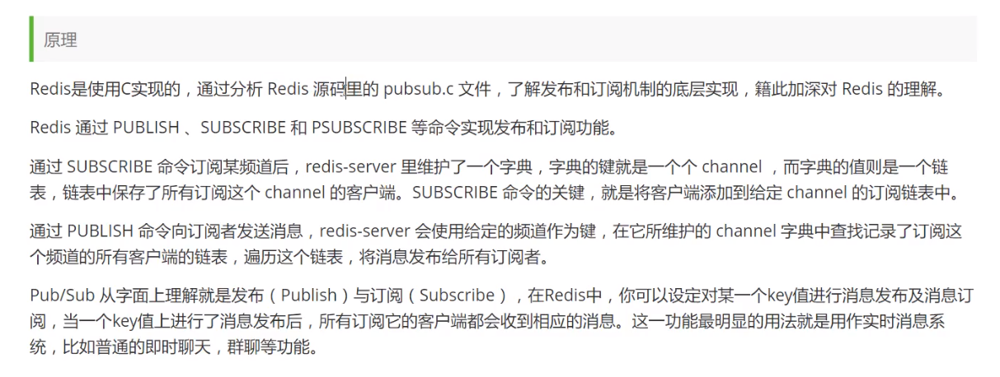 原理
Redis是使用C实现的，通过分析 Redis 源码里的 pubsub.c 文件，了解发布和订阅机制的底层实现，籍此加深对 Redis 的理解。
Redis 通过 PUBLISH 、SUBSCRIBE 和 PSUBSCRIBE 等命令实现发布和订阅功能。
通过 SUBSCRIBE 命令订阅某频道后，redis-server 里维护了一个字典，字典的键就是一个个 channel ，而字典的值则是一个链
表，链表中保存了所有订阅这个 channel 的客户端。SUBSCRIBE 命令的关键，就是将客户端添加到给定 channel 的订阅链表中。
通过 PUBLISH 命令向订阅者发送消息，redis-server 会使用给定的频道作为键，在它所维护的 channel 字典中查找记录了订阅这
个频道的所有客户端的链表，遍历这个链表，将消息发布给所有订阅者。
Pub/Sub 从字面上理解就是发布（Publish）与订阅（Subscribe），在Redis中，你可以设定对某一个key值进行消息发布及消息订
阅，当一个key值上进行了消息发布后，所有订阅它的客户端都会收到相应的消息。这一功能最明显的用法就是用作实时消息系
统，比如普通的即时聊天，群聊等功能。